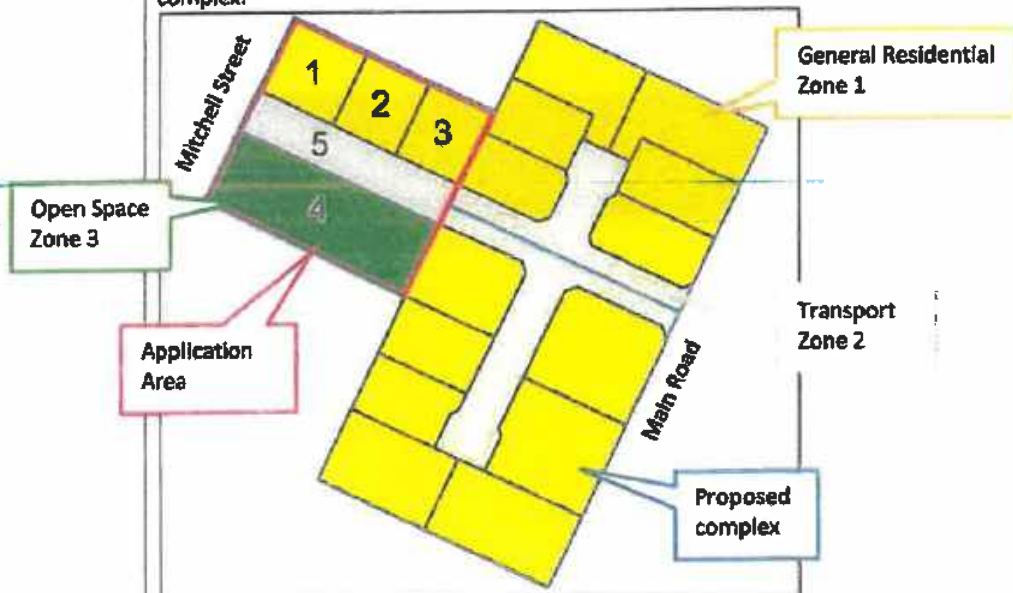 complex.
Mitchell Street
1
2
3
5
4
General Residential
Zone 1
Open Space
Zone 3
Application
Area
Transport
Zone 2
Main Road
Proposed
complex